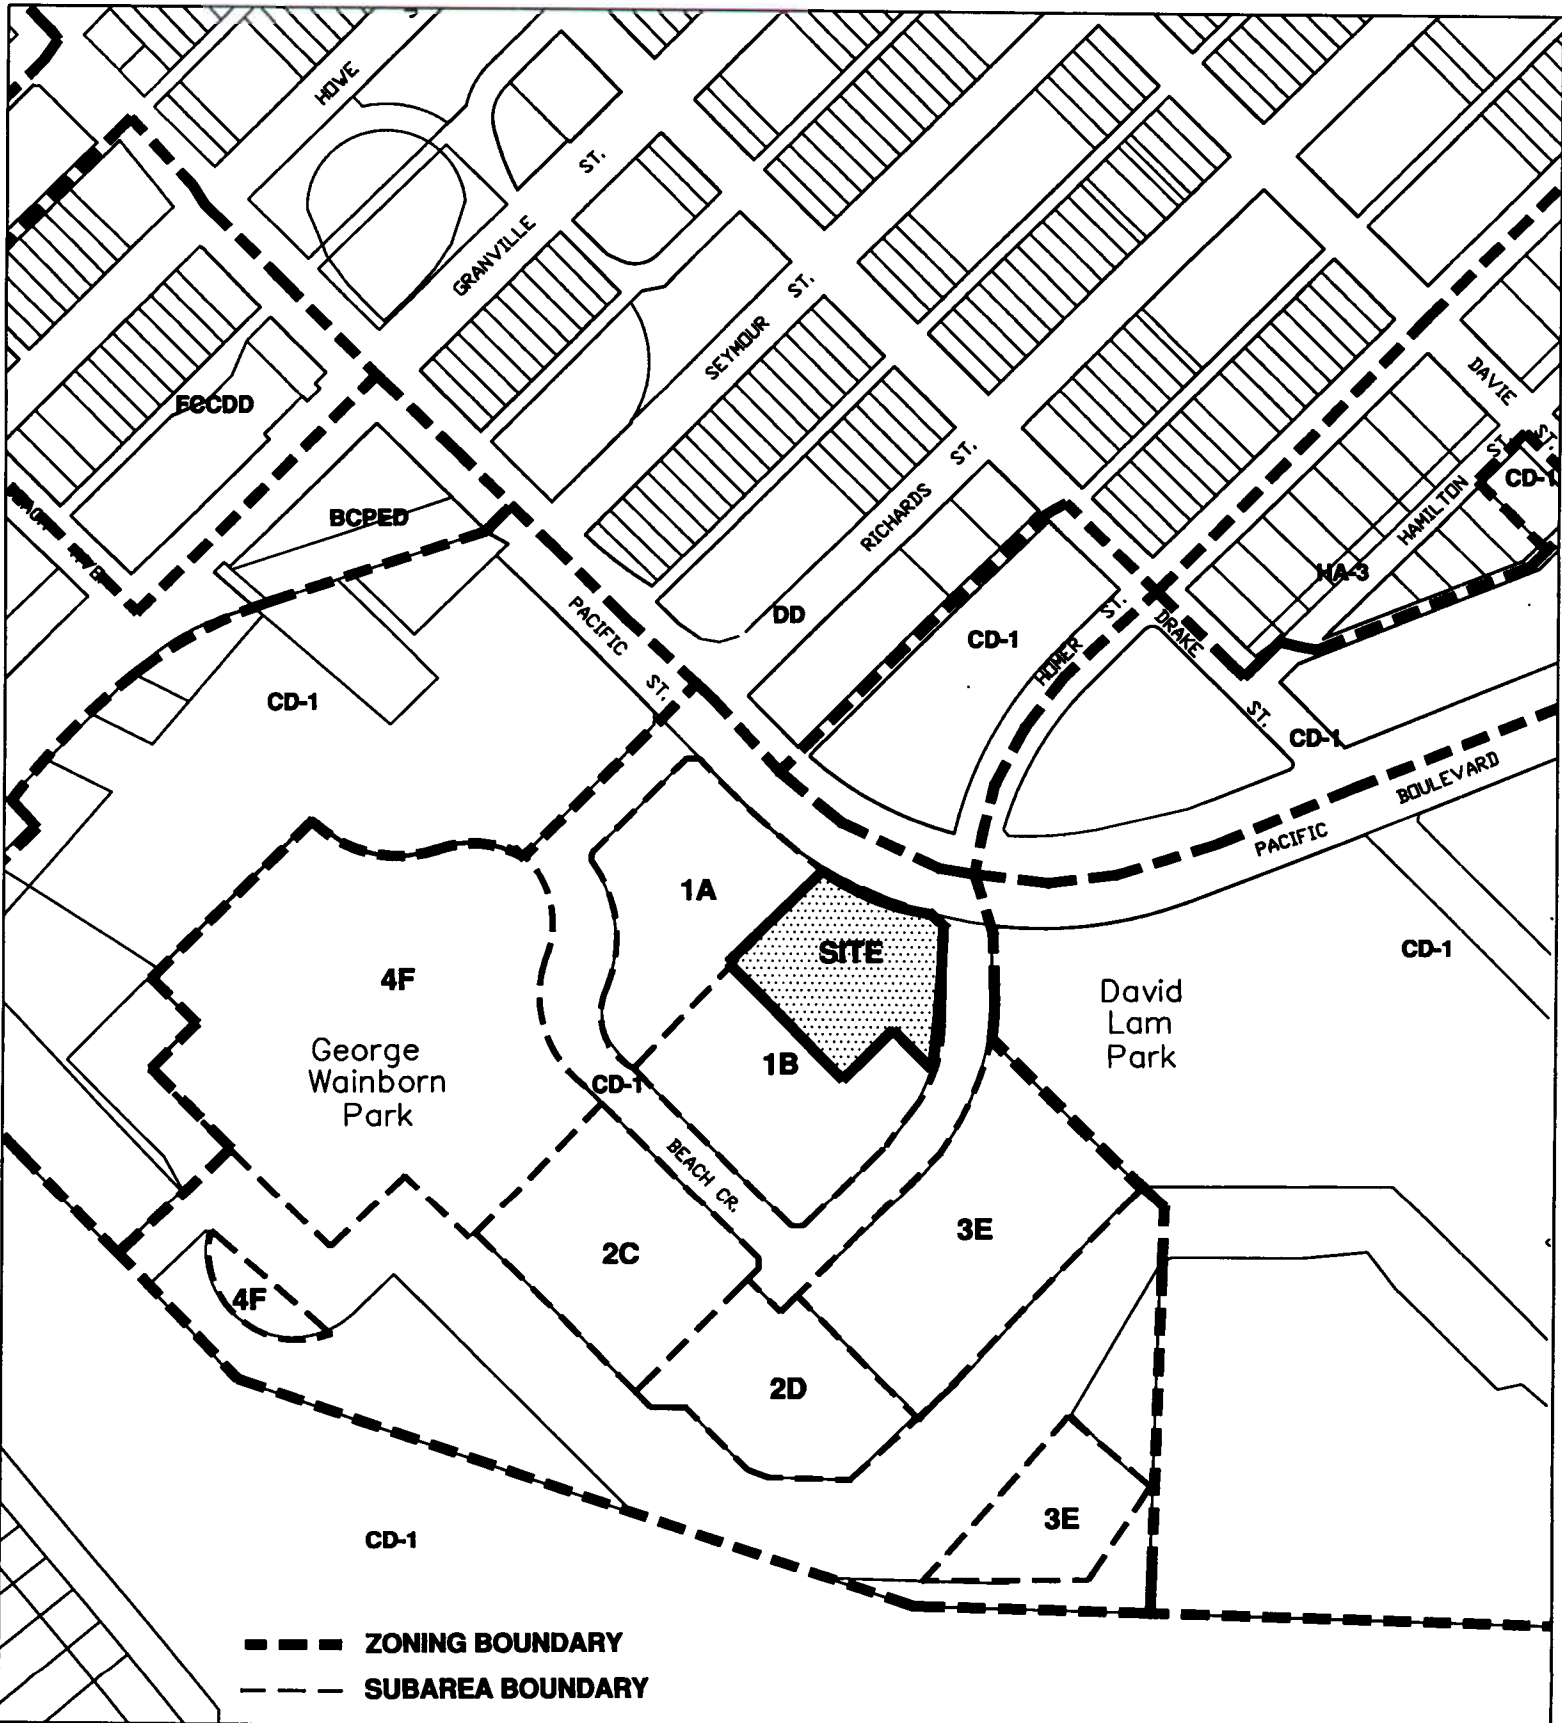 HOWE
ST.
GRANVILLE
ST.
SEYMOUR
ST.
RICHARDS
DAVIE
ST.
ST.
HAMILTON
CD-1
FCCDD
BCPED
HA-3
PACIFIC
ST.
DD
CD-1
HOMER
ST.
DRAKE
ST.
CD-1
CD-1
BOULEVARD
PACIFIC
1A
SITE
CD-1
4F
George
Wainborn
Park
David
Lam
Park
1B
CD-1
BEACH CR.
3E
2C
4F
2D
3E
CD-1
ZONING BOUNDARY
SUBAREA BOUNDARY